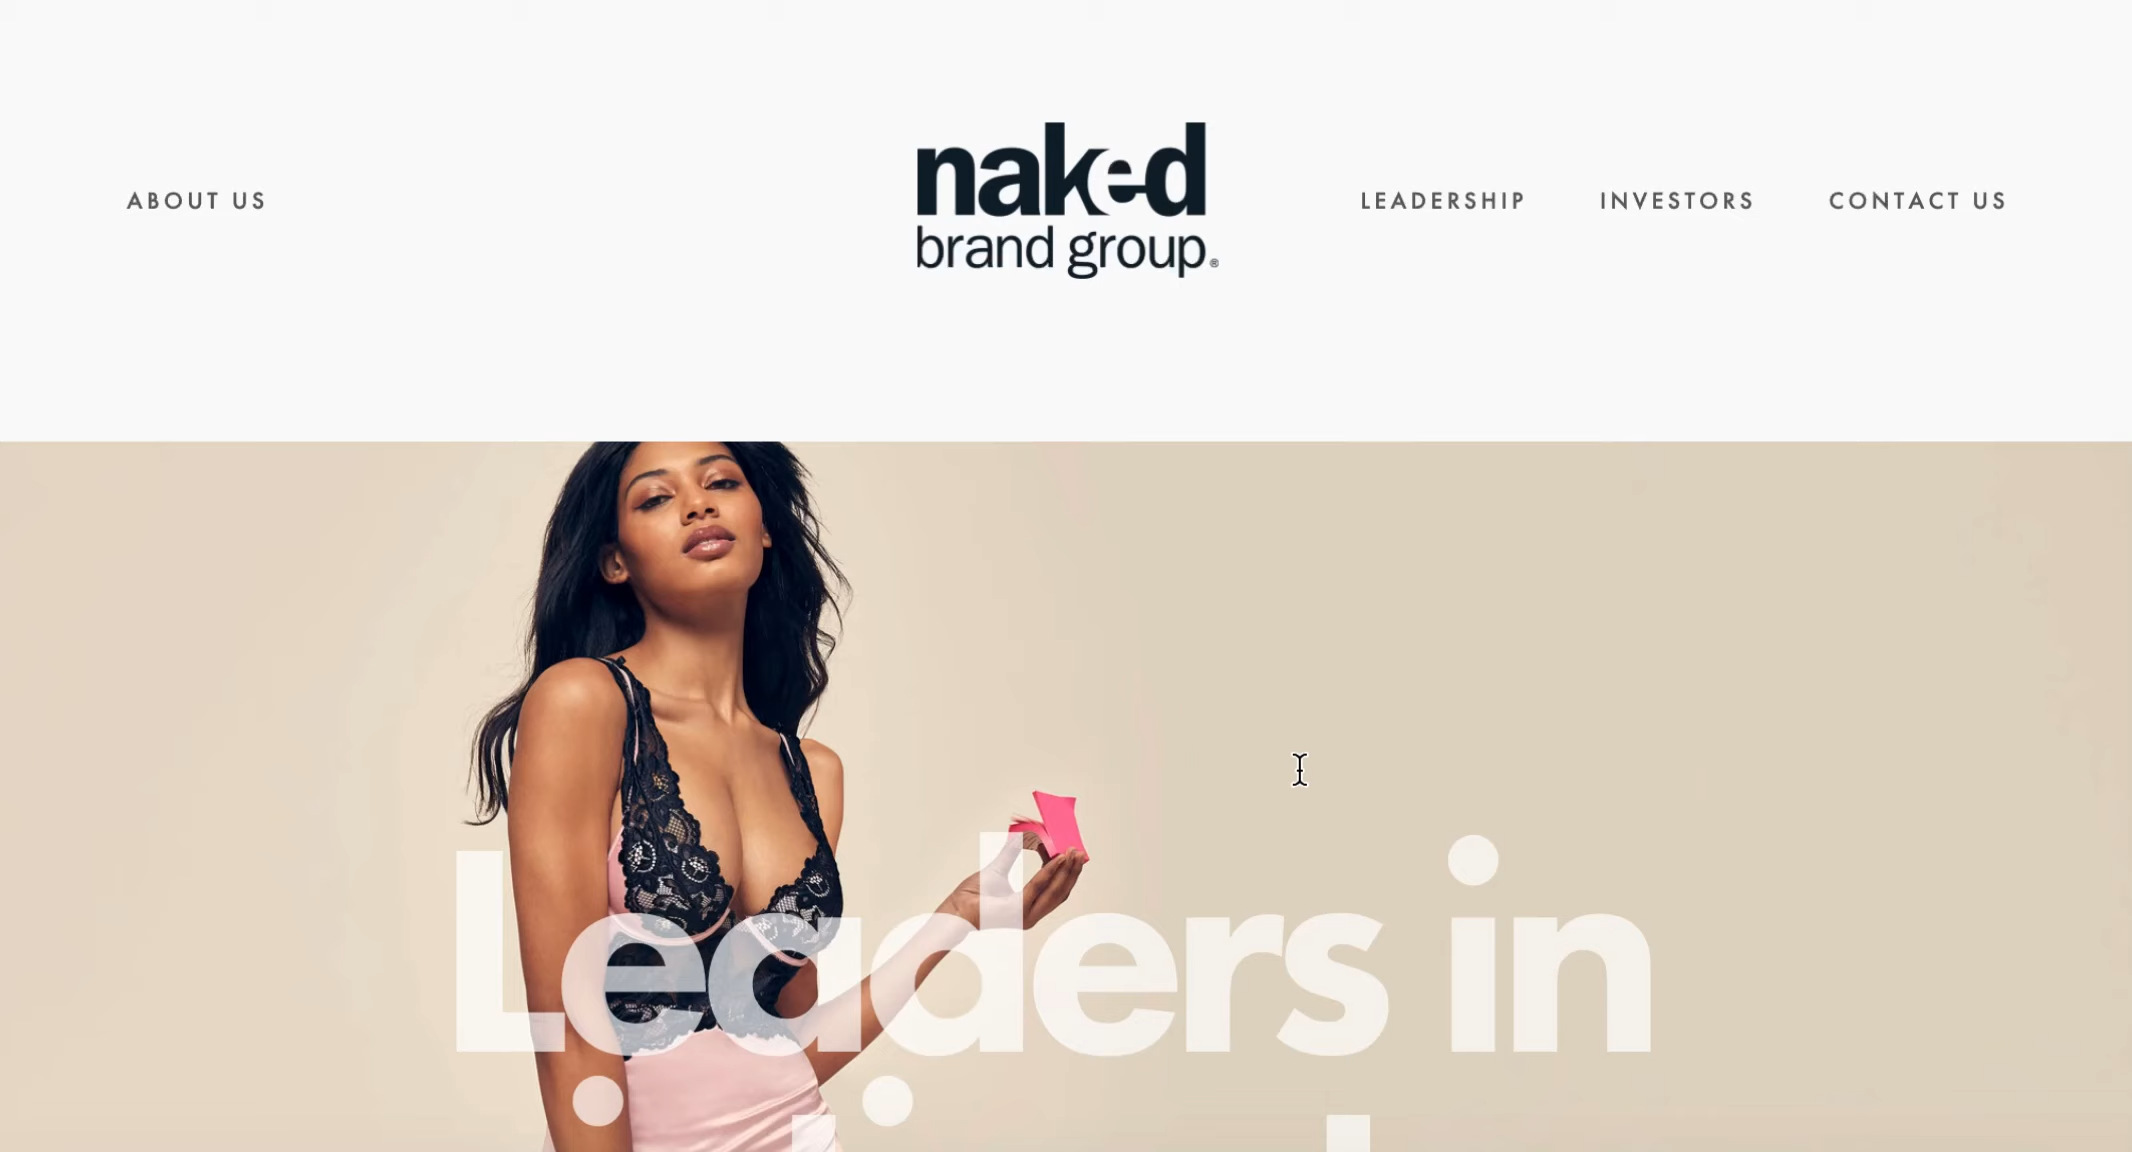 ABOUT US
naked
brand group®
LEADERSHIP
INVESTORS
CONTACT US
Leaders in